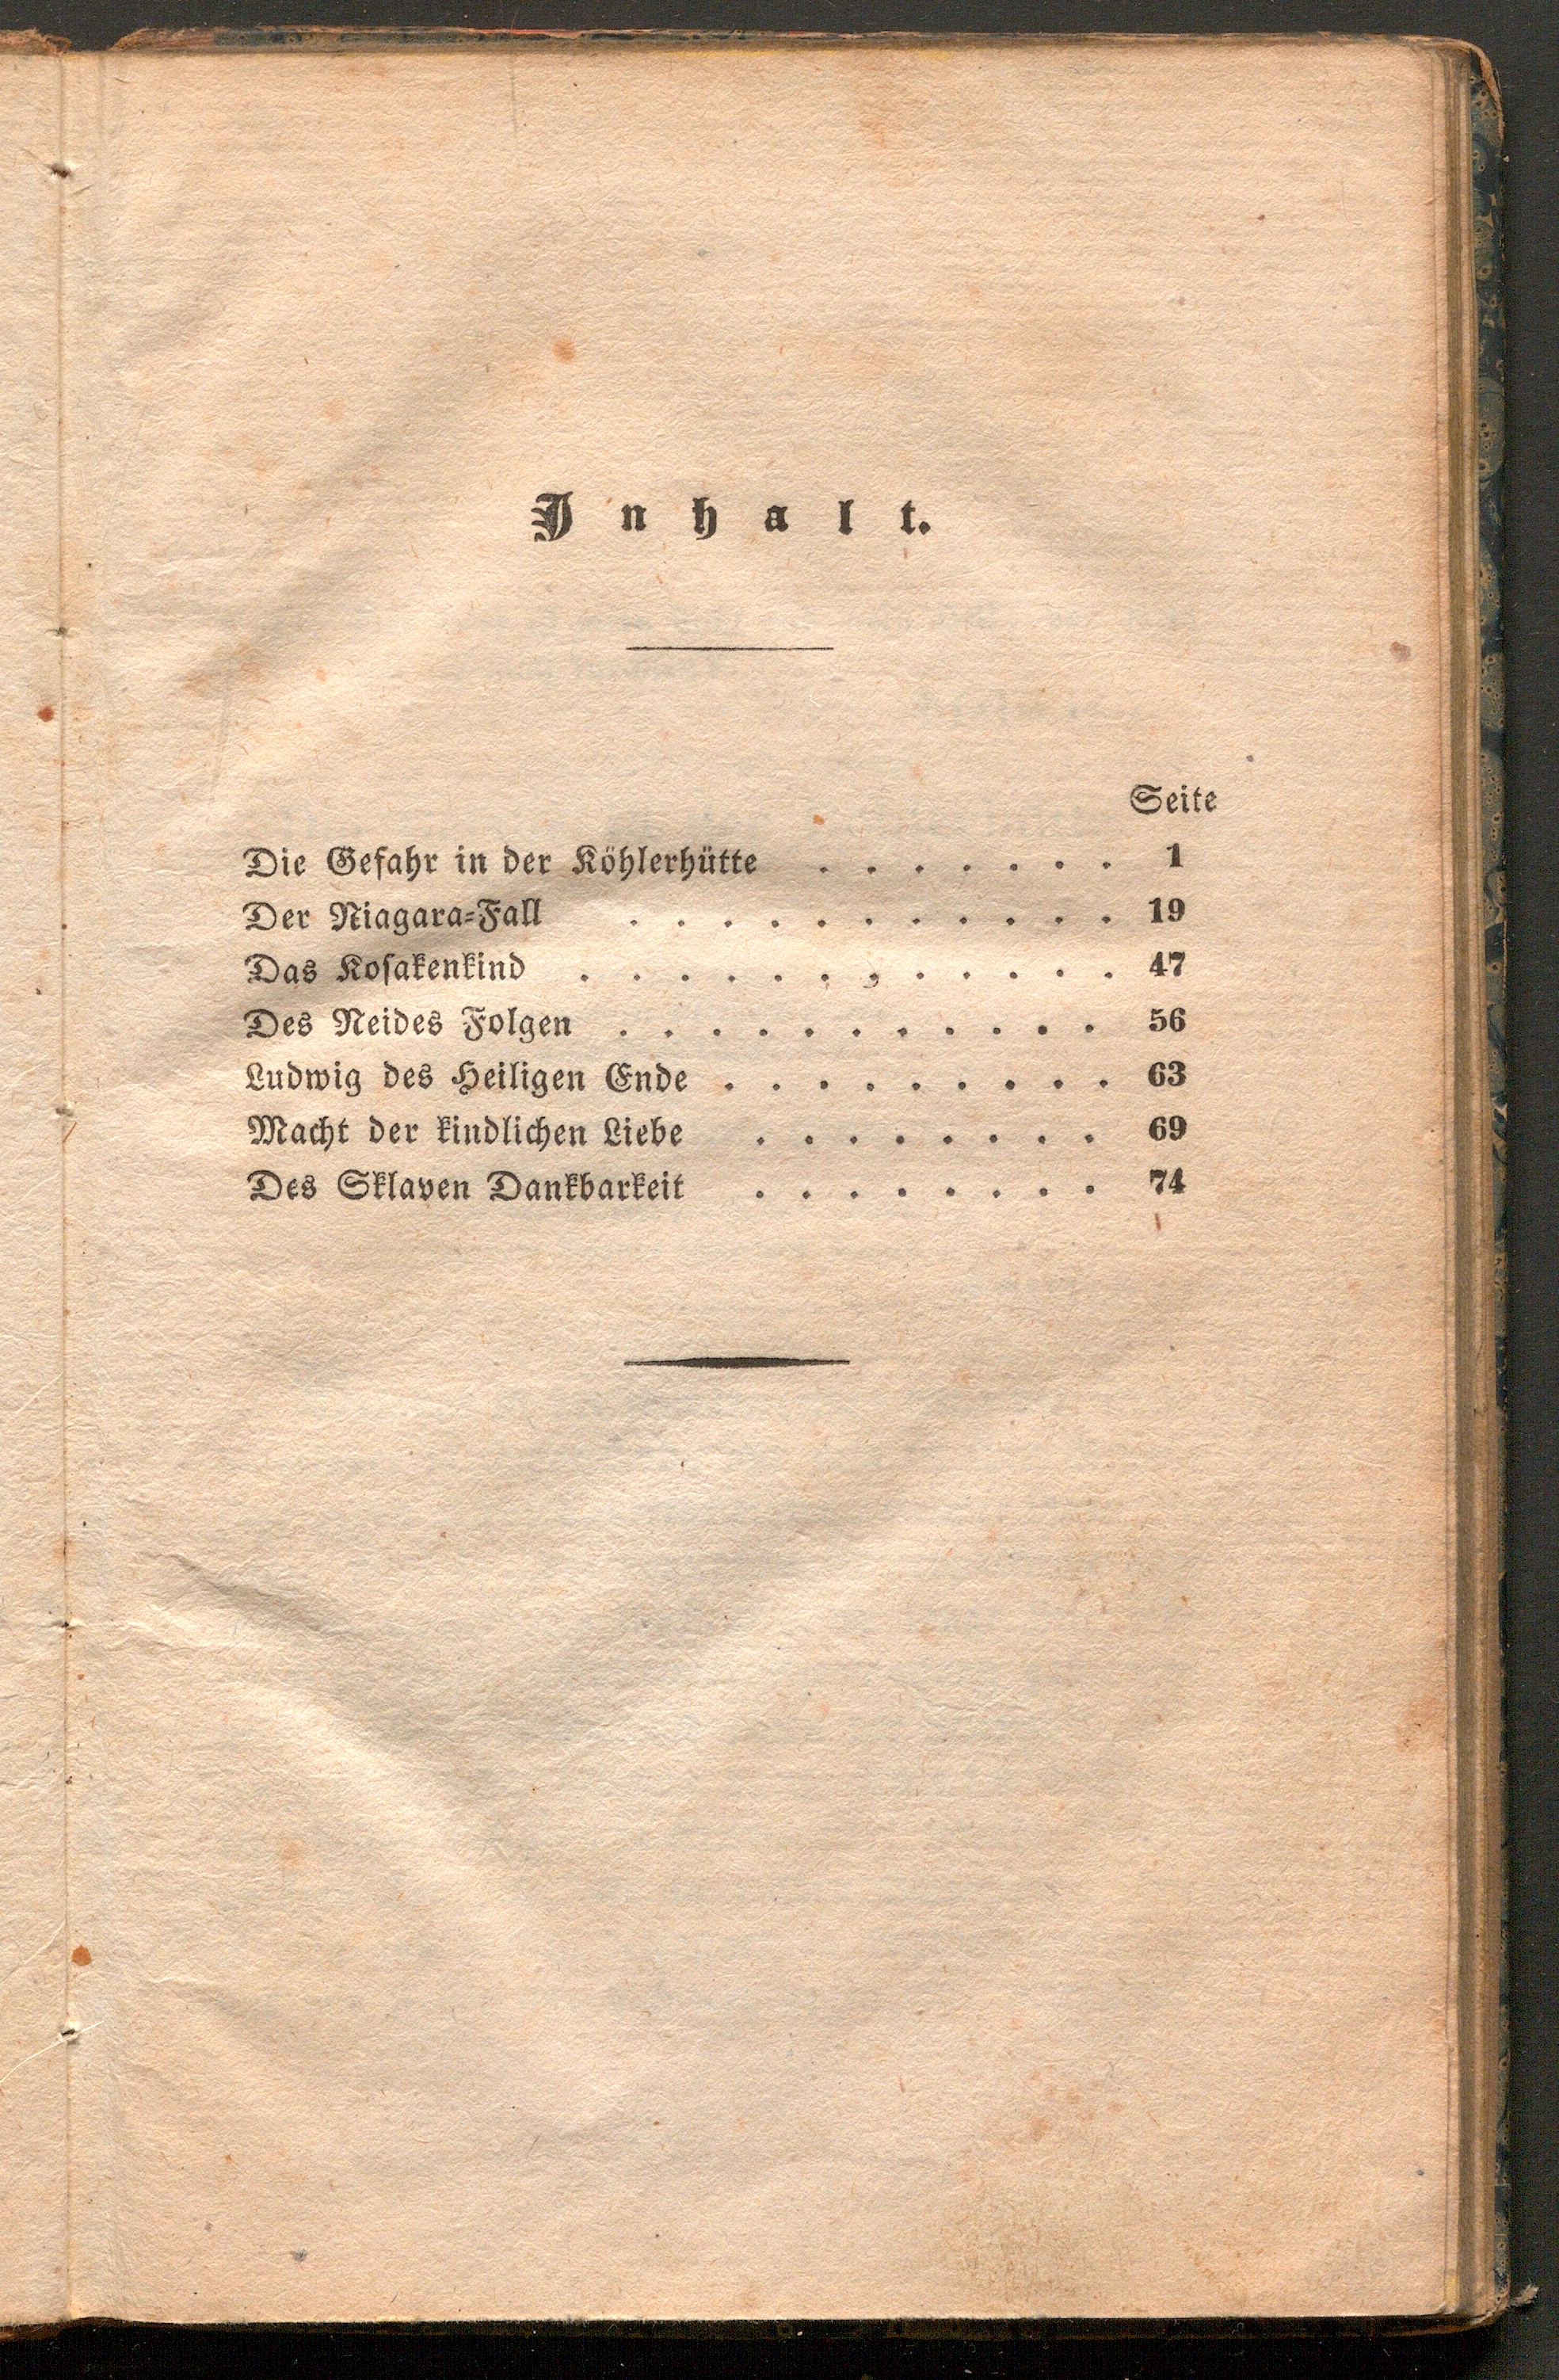 Inhalt.
Seite
Die Gefahr in der Köhlerhütte . . . . . . . 1
Der Niagara-Fall . . . . . . . . . . . 19
Das Kosakenkind . . . . . . . . . . . . 47
Des Neides Folgen . . . . . . . . . . . 56
Ludwig des Heiligen Ende . . . . . . . . . 63
Macht der kindlichen Liebe . . . . . . . . 69
Des Sklaven Dankbarkeit . . . . . . . . 74